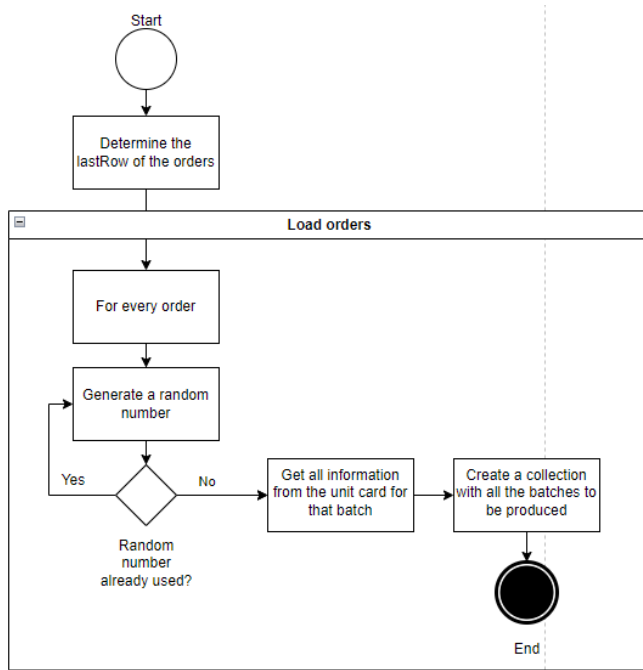 Start
Determine the
lastRow of the orders
Load orders
For every order
Generate a random
number
Yes
No
Random
number
already used?
Get all information
from the unit card for
that batch
Create a collection
with all the batches to
be produced
End